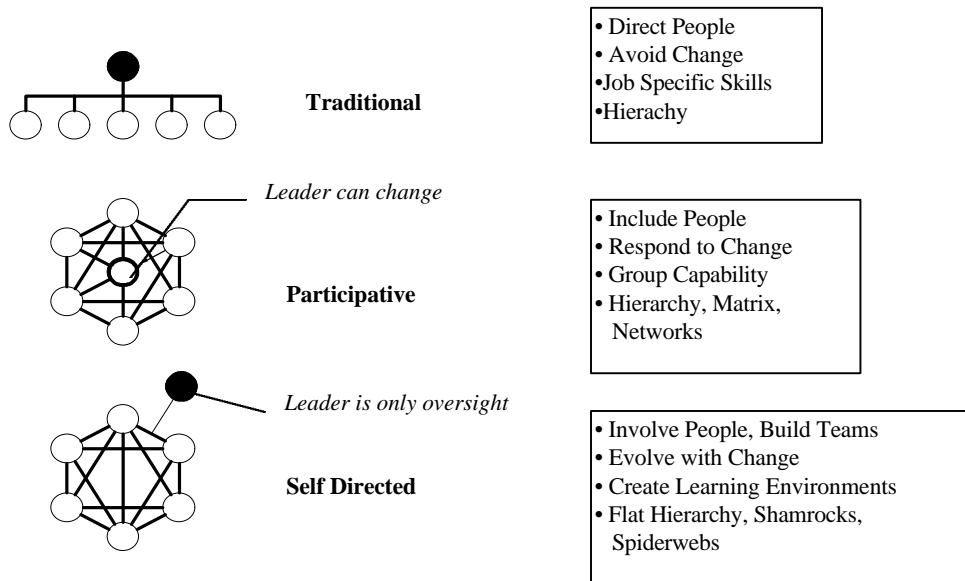 Traditional
• Direct People
• Avoid Change
•Job Specific Skills
•Hierachy
Leader can change
Participative
• Include People
• Respond to Change
• Group Capability
• Hierarchy, Matrix,
Networks
Leader is only oversight
Self Directed
• Involve People, Build Teams
• Evolve with Change
• Create Learning Environments
• Flat Hierarchy, Shamrocks,
Spiderwebs